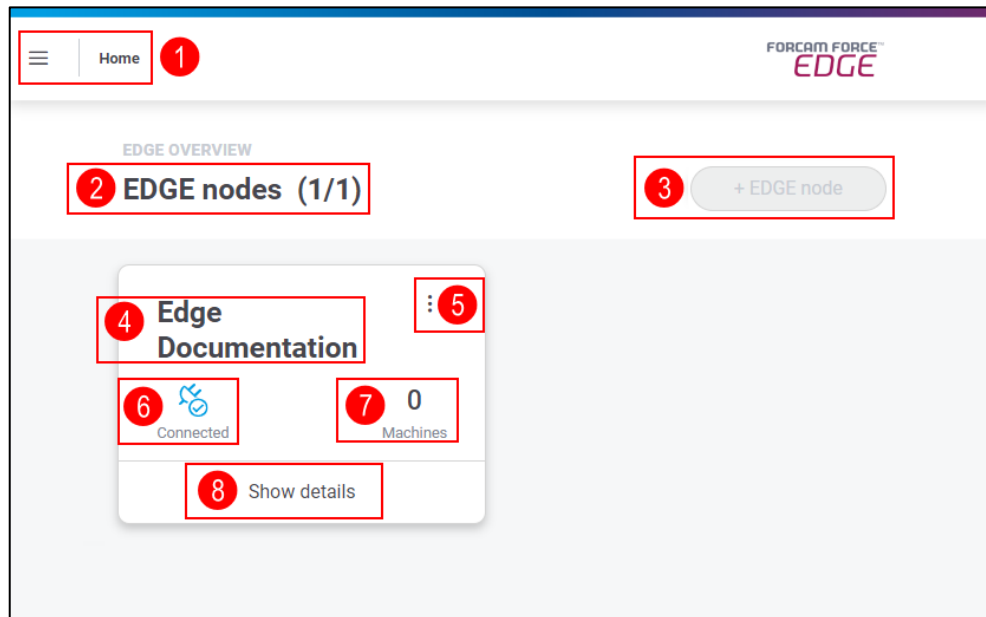 Home 1
FORCAM FORCE™
EDGE
EDGE OVERVIEW
2 EDGE nodes (1/1)
3 + EDGE node
4 Edge
Documentation
5
6 Connected
7 0
Machines
8 Show details